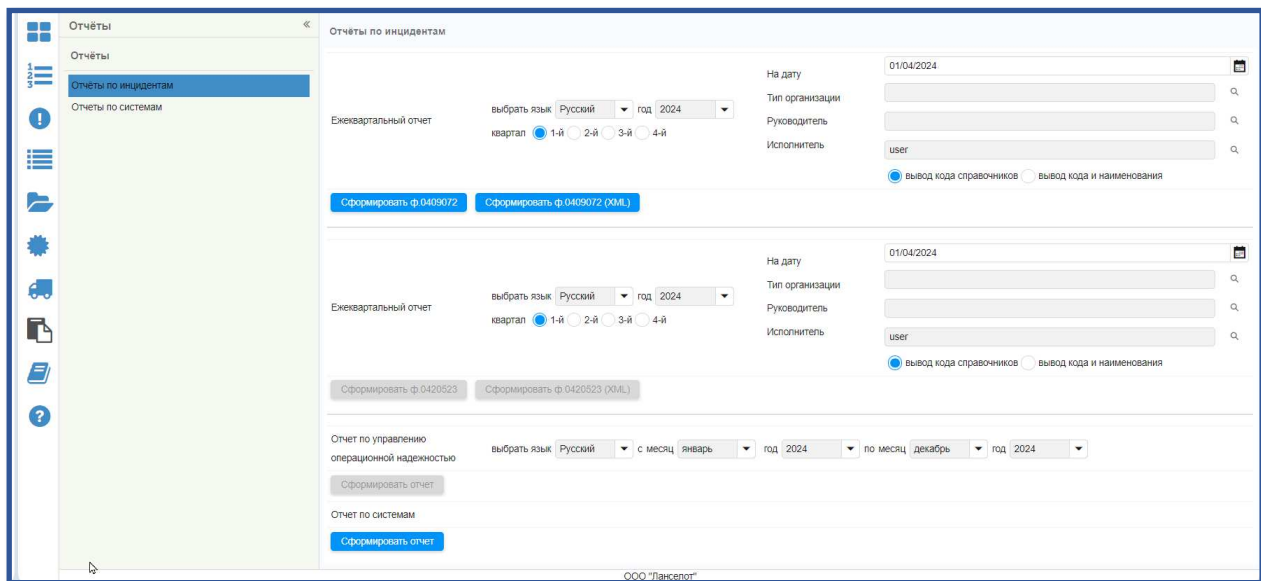 Отчёты
«
Отчёты
Отчёты по инцидентам
Отчеты по системам
1
2
3
Отчёты по инцидентам
Ежеквартальный отчет
выбрать язык Русский год 2024
квартал 1-й 2-й 3-й 4-й
На дату 01/04/2024
Тип организации
Руководитель
Исполнитель user
вывод кода справочников вывод кода и наименования
Сформировать ф.0409072 Сформировать ф.0409072 (XML)
Ежеквартальный отчет
выбрать язык Русский год 2024
квартал 1-й 2-й 3-й 4-й
На дату 01/04/2024
Тип организации
Руководитель
Исполнитель user
вывод кода справочников вывод кода и наименования
Сформировать ф.0420523 Сформировать ф.0420523 (XML)
Отчет по управлению
операционной надежностью
выбрать язык Русский с месяц январь год 2024 по месяц декабрь год 2024
Сформировать отчет
Отчет по системам
Сформировать отчет
ООО "Ланселот"